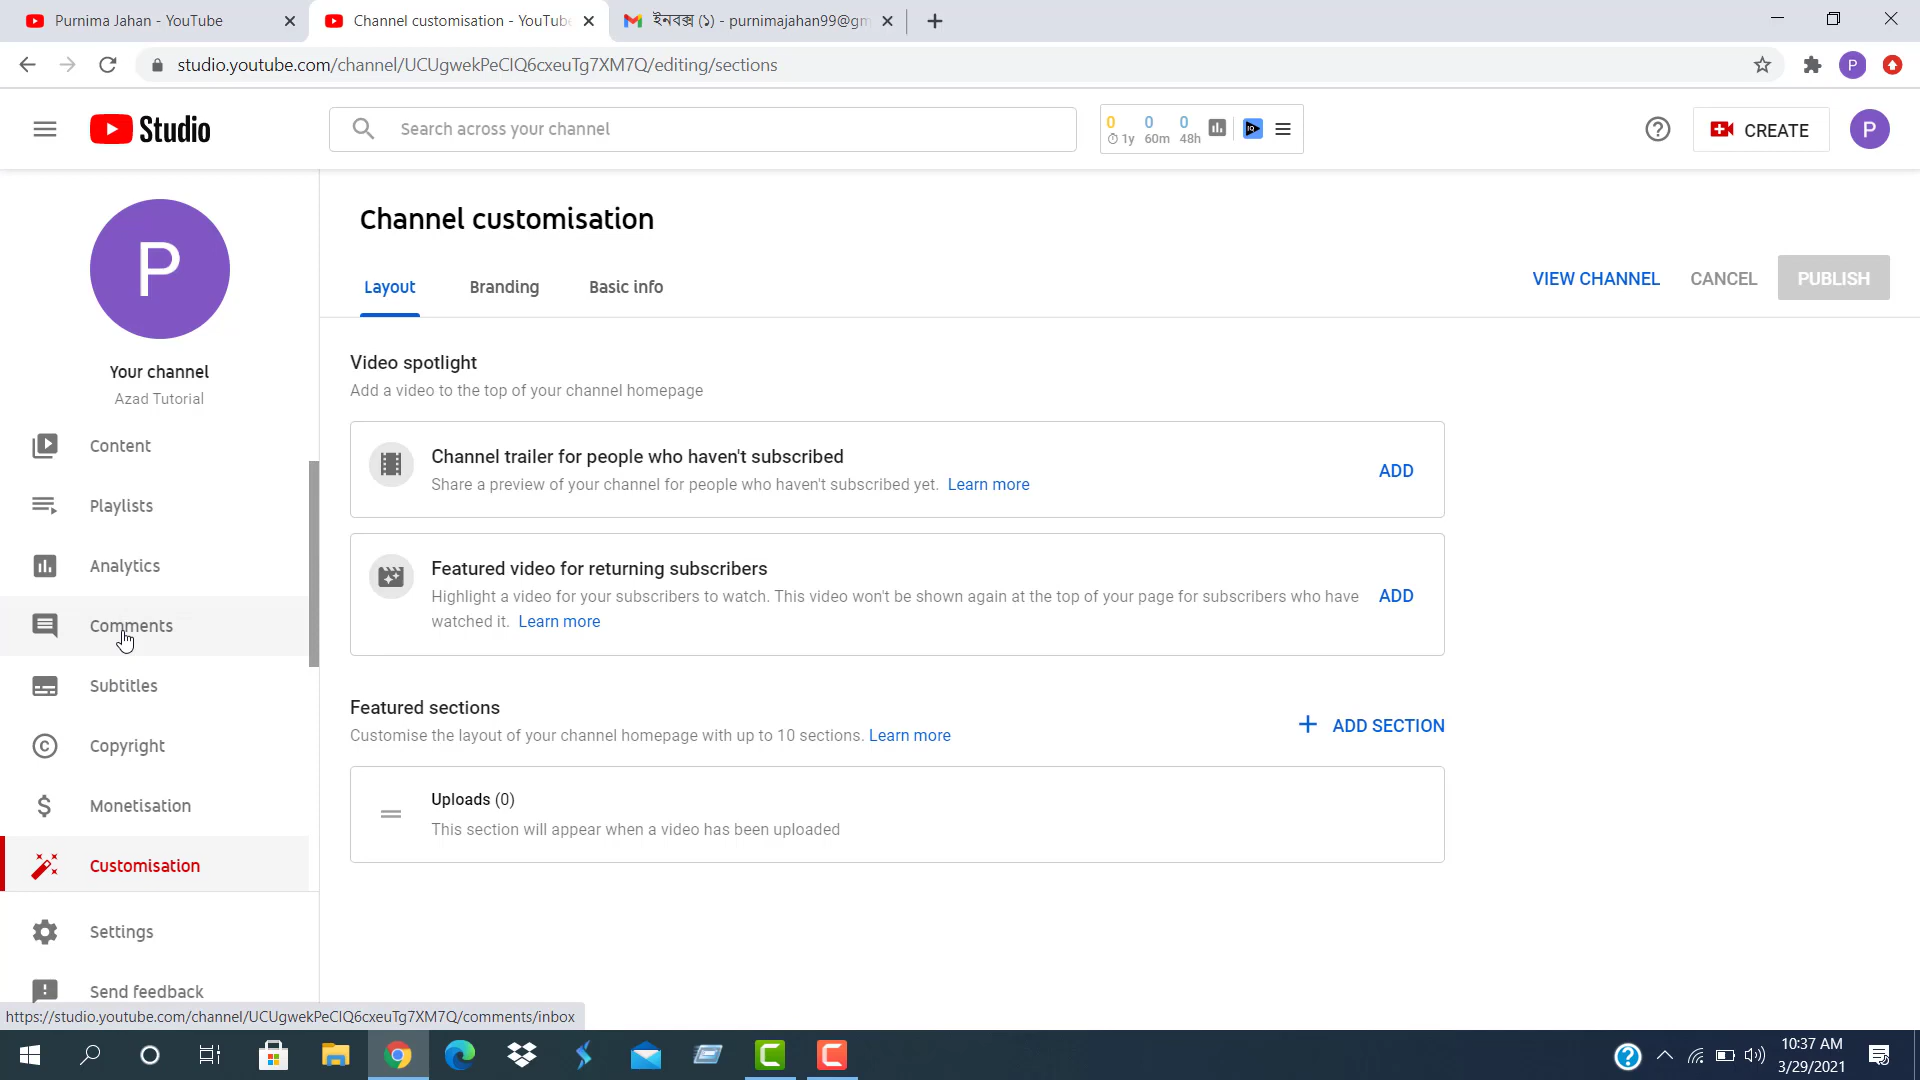 Purnima Jahan - YouTube
Channel customisation - YouTub
ইনবক্স (১) - purnimajahan99@gm
studio.youtube.com/channel/UCUgwekPeCIQ6cxeuTg7XM7Q/editing/sections
P
Studio
Search across your channel
0 0 0
1y 60m 48h
IQ
CREATE
P
P
Your channel
Azad Tutorial
Content
Playlists
Analytics
Comments
Subtitles
Copyright
Monetisation
Customisation
Settings
Send feedback
Channel customisation
Layout Branding Basic info
VIEW CHANNEL CANCEL PUBLISH
Video spotlight
Add a video to the top of your channel homepage
Channel trailer for people who haven't subscribed
Share a preview of your channel for people who haven't subscribed yet. Learn more
ADD
Featured video for returning subscribers
Highlight a video for your subscribers to watch. This video won't be shown again at the top of your page for subscribers who have
watched it. Learn more
ADD
Featured sections
Customise the layout of your channel homepage with up to 10 sections. Learn more
+ ADD SECTION
Uploads (0)
This section will appear when a video has been uploaded
https://studio.youtube.com/channel/UCUgwekPeCIQ6cxeuTg7XM7Q/comments/inbox
10:37 AM
3/29/2021